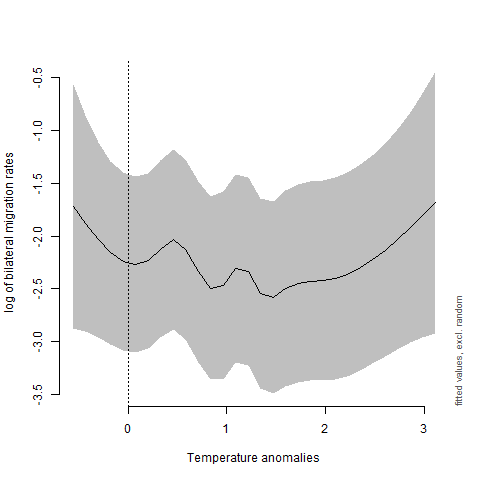 log of bilateral migration rates
-0.5
-1.0
-1.5
-2.0
-2.5
-3.0
-3.5
0 1 2 3
Temperature anomalies
fitted values, excl. random